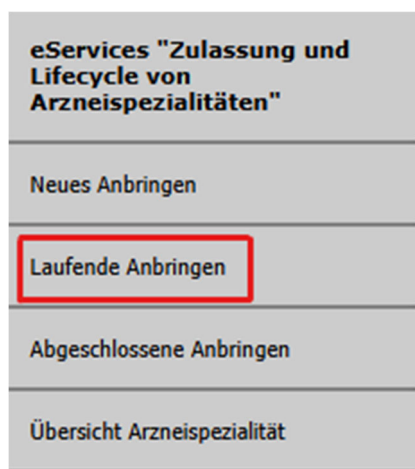 eServices "Zulassung und
Lifecycle von
Arzneispezialitäten"
Neues Anbringen
Laufende Anbringen
Abgeschlossene Anbringen
Übersicht Arzneispezialität